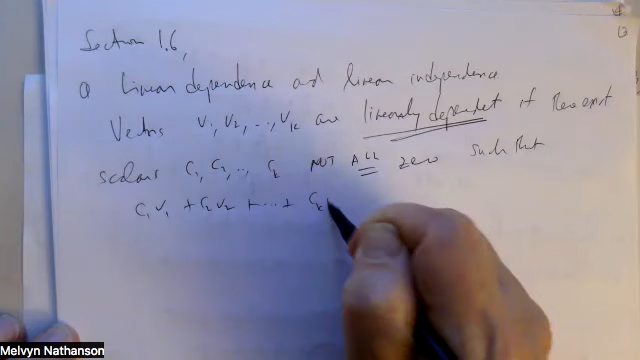 Section 1.6,
Linear dependence and linear independence
Vectors v₁, v₂, ..., vₖ are linearly dependent if there exist
scalars c₁, c₂, ..., cₖ NOT ALL zero such that
c₁v₁ + c₂v₂ + ... + cₖ
Melvyn Nathanson